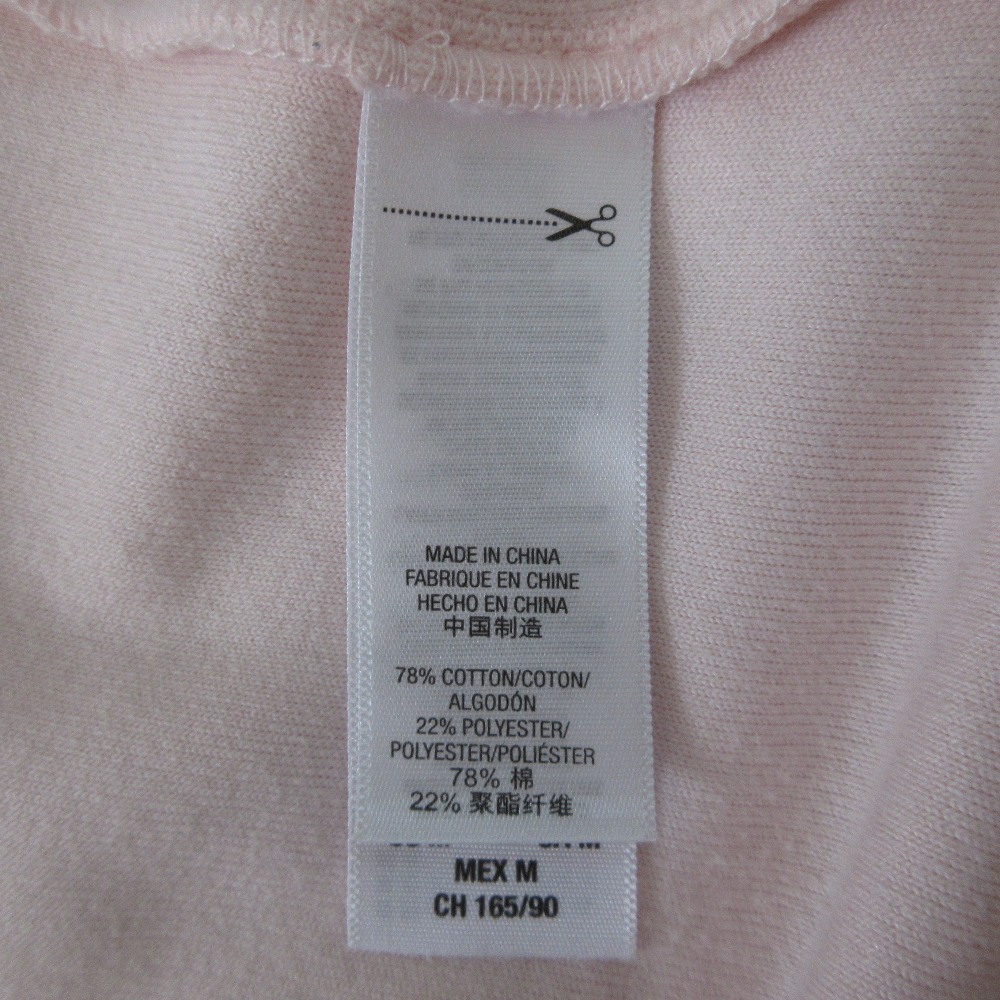 MADE IN CHINA
FABRIQUE EN CHINE
HECHO EN CHINA
中国制造
78% COTTON/COTON/
ALGODÓN
22% POLYESTER/
POLYESTER/POLIÉSTER
78% 棉
22% 聚酯纤维
MEX M
CH 165/90